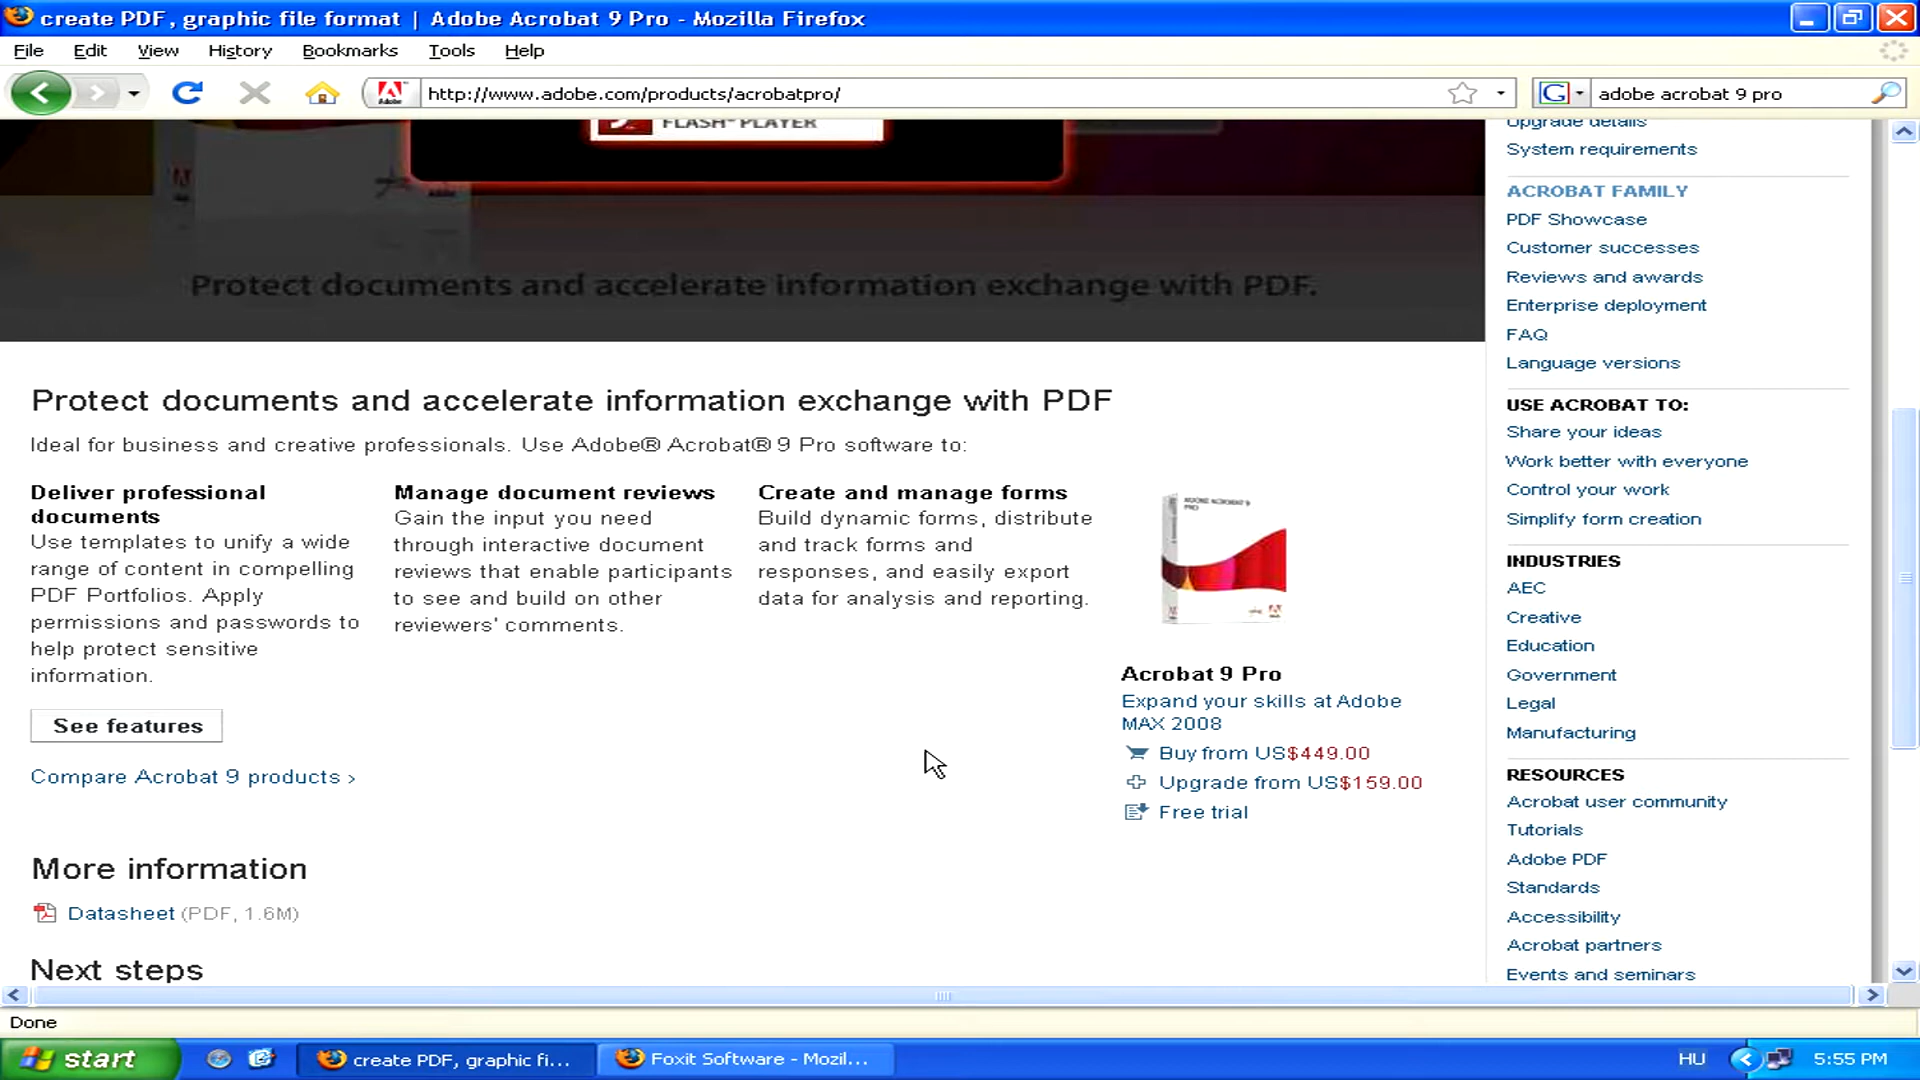 create PDF, graphic file format | Adobe Acrobat 9 Pro - Mozilla Firefox
File Edit View History Bookmarks Tools Help
Adobe http://www.adobe.com/products/acrobatpro/ G adobe acrobat 9 pro
FLASH® PLAYER
Protect documents and accelerate information exchange with PDF.
Protect documents and accelerate information exchange with PDF
Ideal for business and creative professionals. Use Adobe® Acrobat® 9 Pro software to:
Deliver professional
documents
Use templates to unify a wide
range of content in compelling
PDF Portfolios. Apply
permissions and passwords to
help protect sensitive
information.
See features
Compare Acrobat 9 products ›
Manage document reviews
Gain the input you need
through interactive document
reviews that enable participants
to see and build on other
reviewers' comments.
Create and manage forms
Build dynamic forms, distribute
and track forms and
responses, and easily export
data for analysis and reporting.
ADOBE ACROBAT 9
PRO
Acrobat 9 Pro
Expand your skills at Adobe
MAX 2008
Buy from US$449.00
Upgrade from US$159.00
Free trial
More information
Datasheet (PDF, 1.6M)
Next steps
Upgrade details
System requirements
ACROBAT FAMILY
PDF Showcase
Customer successes
Reviews and awards
Enterprise deployment
FAQ
Language versions
USE ACROBAT TO:
Share your ideas
Work better with everyone
Control your work
Simplify form creation
INDUSTRIES
AEC
Creative
Education
Government
Legal
Manufacturing
RESOURCES
Acrobat user community
Tutorials
Adobe PDF
Standards
Accessibility
Acrobat partners
Events and seminars
Done
start create PDF, graphic fi... Foxit Software - Mozil... HU 5:55 PM